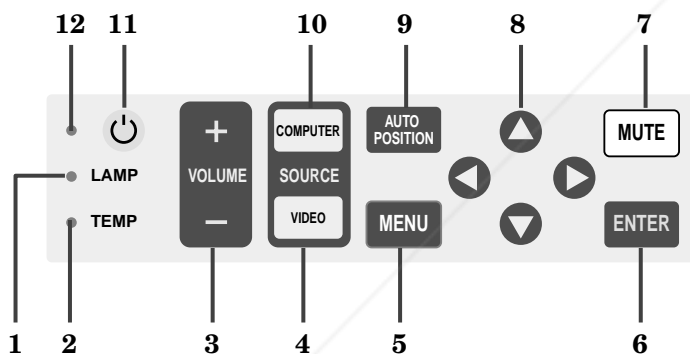 12 11 10 9 8 7
COMPUTER
AUTO
POSITION
MUTE
+
LAMP
VOLUME
SOURCE
TEMP
–
VIDEO
MENU
ENTER
1 2 3 4 5 6